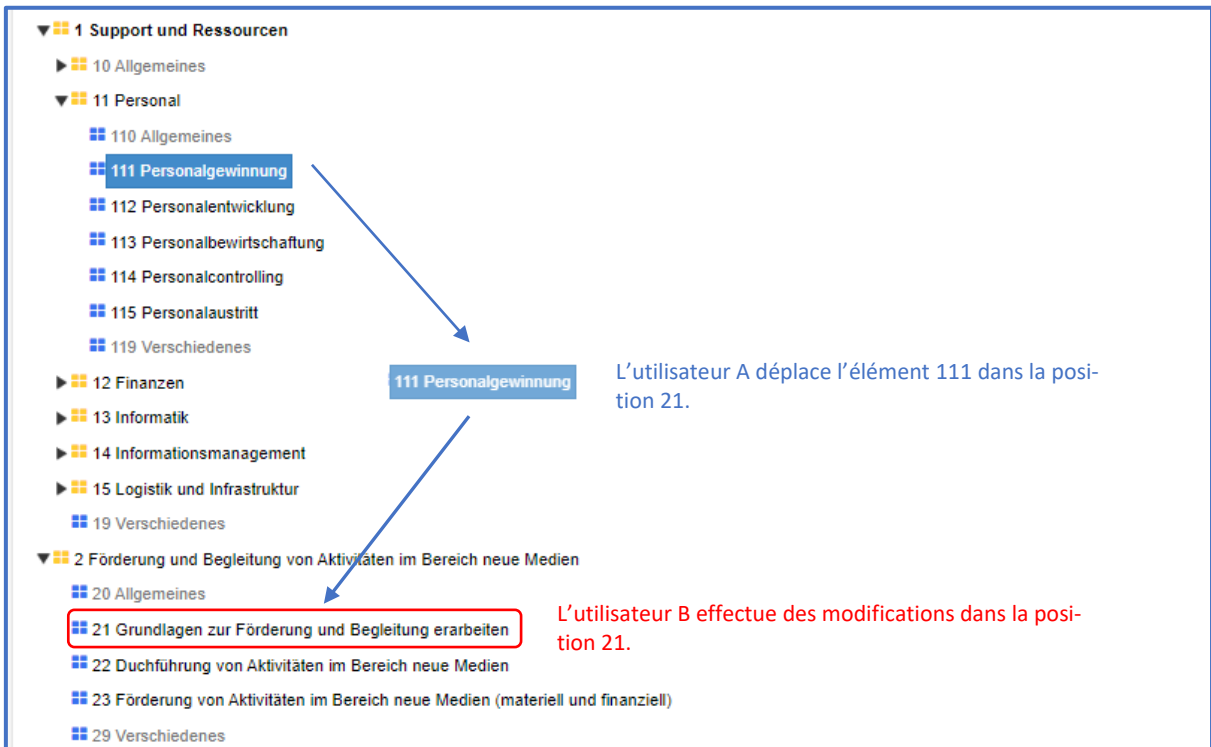 1 Support und Ressourcen
10 Allgemeines
11 Personal
110 Allgemeines
111 Personalgewinnung
112 Personalentwicklung
113 Personalbewirtschaftung
114 Personalcontrolling
115 Personalaustritt
119 Verschiedenes
12 Finanzen
111 Personalgewinnung
L’utilisateur A déplace l’élément 111 dans la posi-
tion 21.
13 Informatik
14 Informationsmanagement
15 Logistik und Infrastruktur
19 Verschiedenes
2 Förderung und Begleitung von Aktivitäten im Bereich neue Medien
20 Allgemeines
21 Grundlagen zur Förderung und Begleitung erarbeiten
L’utilisateur B effectue des modifications dans la posi-
tion 21.
22 Duchführung von Aktivitäten im Bereich neue Medien
23 Förderung von Aktivitäten im Bereich neue Medien (materiell und finanziell)
29 Verschiedenes